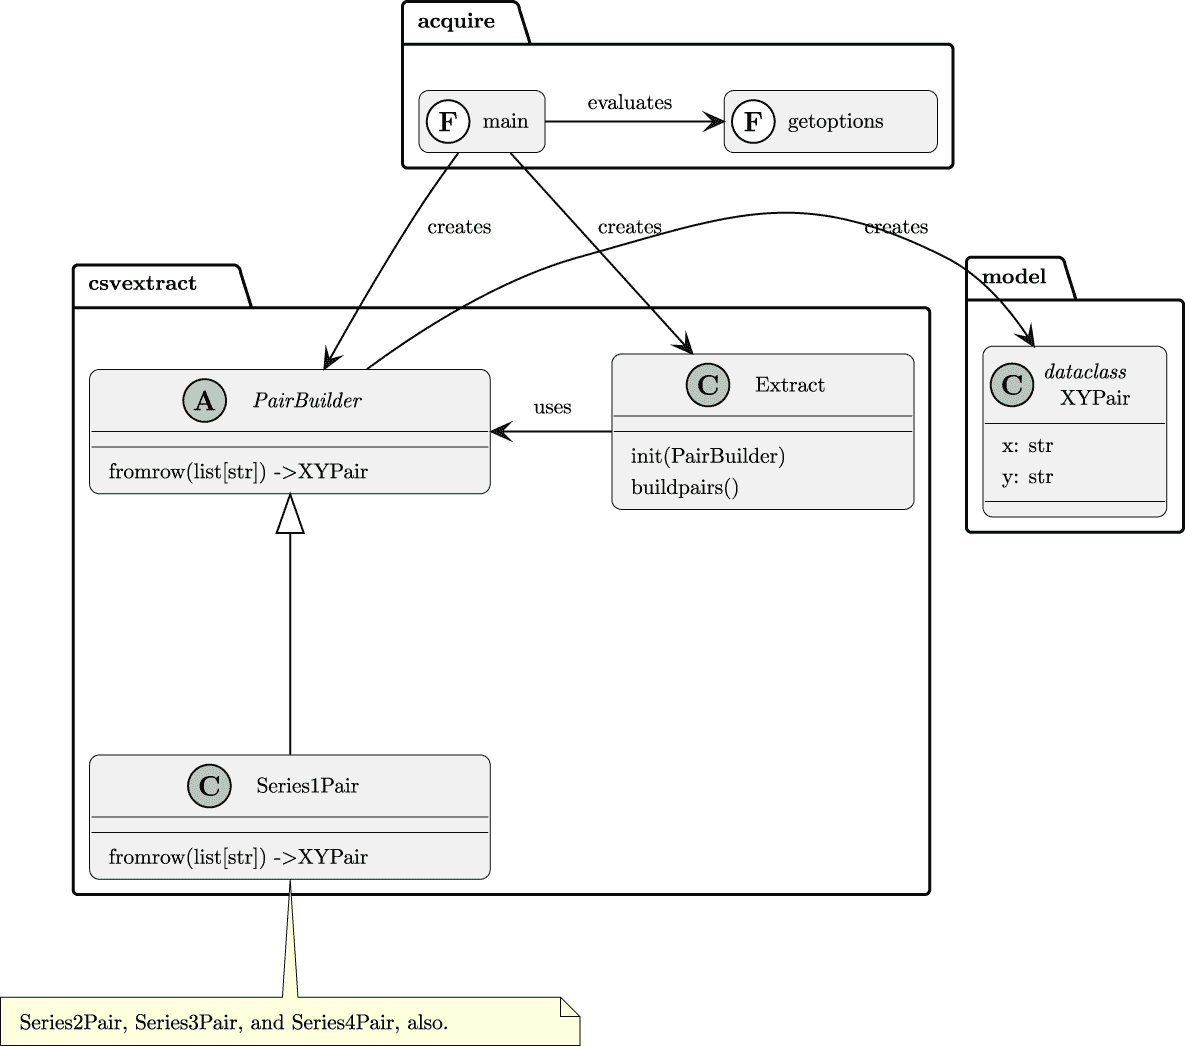 acquire
F main
evaluates
F getoptions
creates
creates
creates
csvextract
model
A PairBuilder
fromrow(list[str]) ->XYPair
uses
C Extract
init(PairBuilder)
buildpairs()
C dataclass
XYPair
x: str
y: str
C Series1Pair
fromrow(list[str]) ->XYPair
Series2Pair, Series3Pair, and Series4Pair, also.